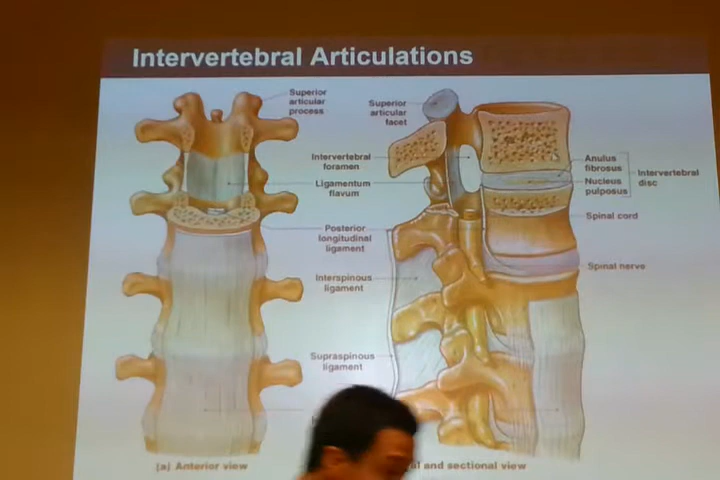 Intervertebral Articulations
Superior
articular
process
Superior
articular
facet
Intervertebral
foramen
Ligamentum
flavum
Posterior
longitudinal
ligament
Interspinous
ligament
Supraspinous
ligament
Anulus
fibrosus
Nucleus
pulposus
Intervertebral
disc
Spinal cord
Spinal nerve
(a) Anterior view
and sectional view